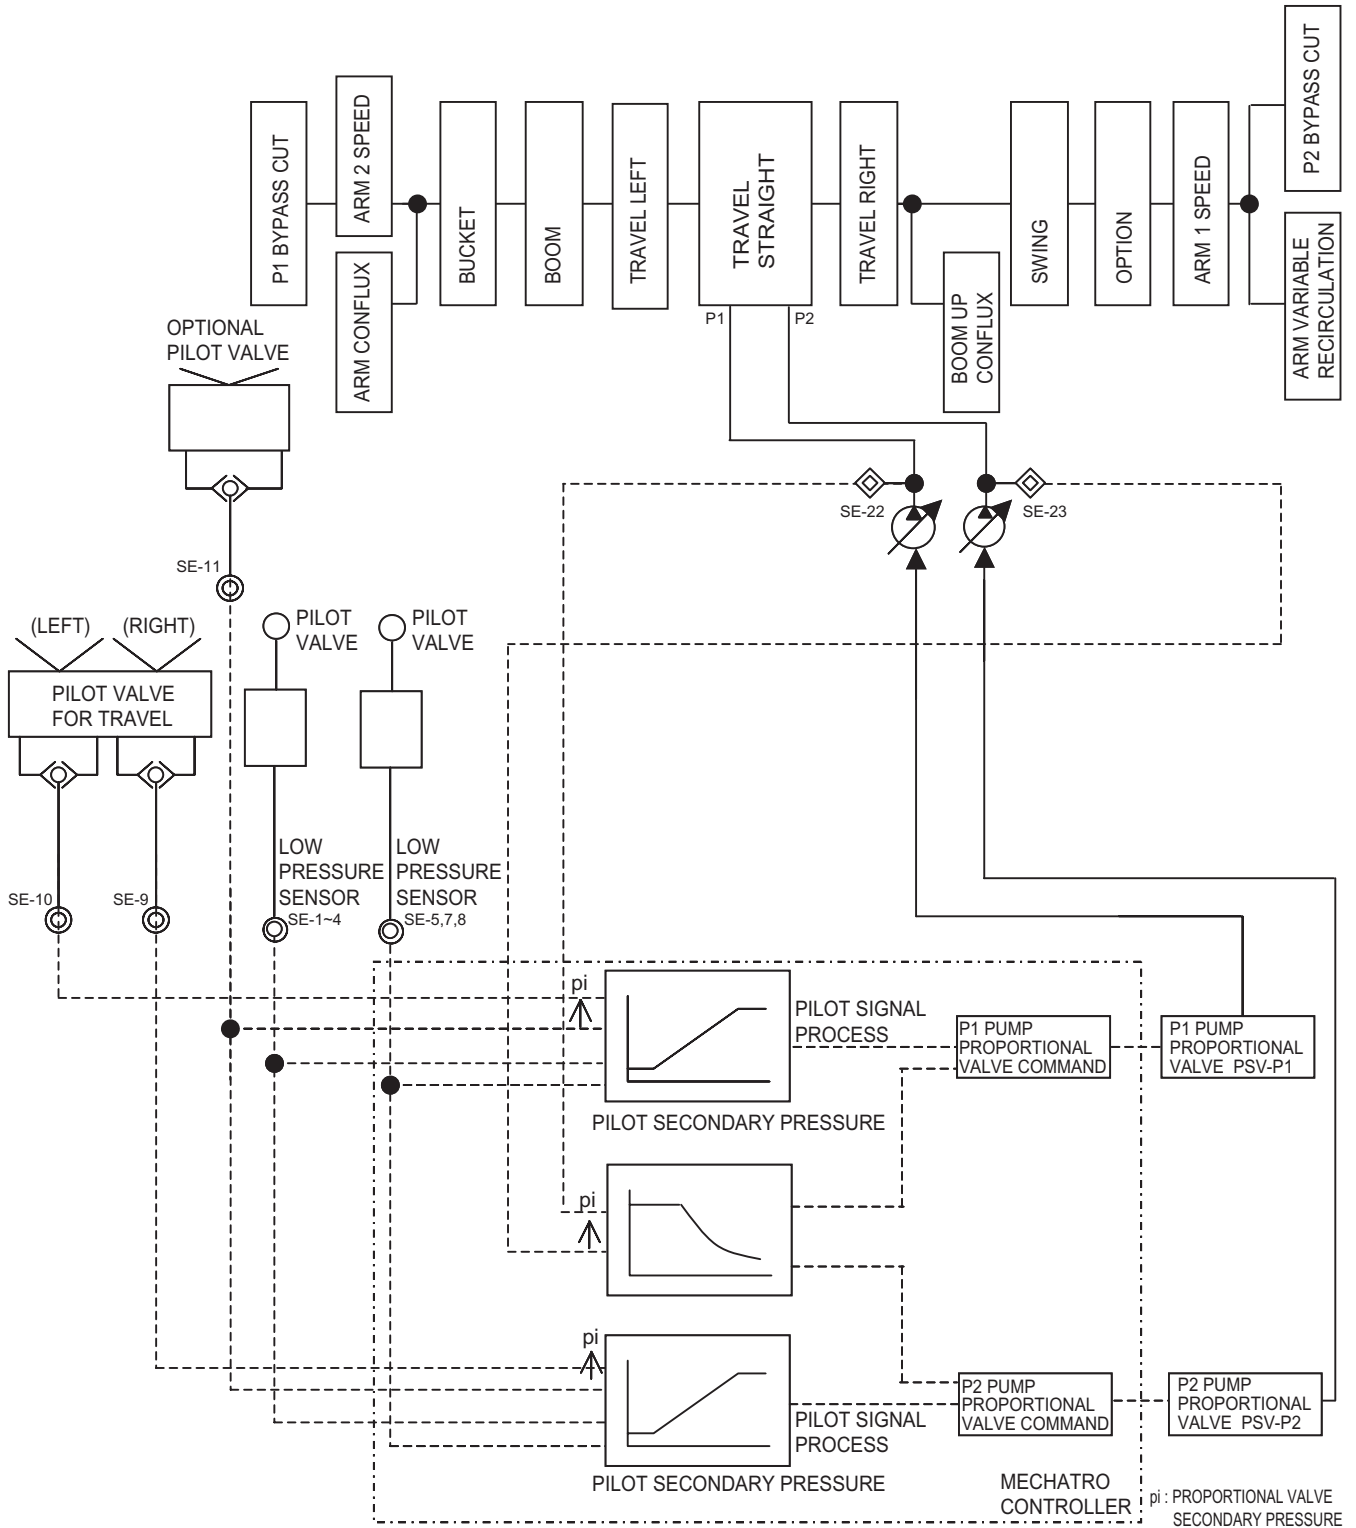 P2 BYPASS CUT
P1 BYPASS CUT
ARM 2 SPEED
ARM CONFLUX
BUCKET
BOOM
TRAVEL LEFT
TRAVEL
STRAIGHT
TRAVEL RIGHT
BOOM UP
CONFLUX
SWING
OPTION
ARM 1 SPEED
ARM VARIABLE
RECIRCULATION
P1
P2
OPTIONAL
PILOT VALVE
SE-22
SE-23
SE-11
(LEFT)
(RIGHT)
PILOT
VALVE
PILOT
VALVE
PILOT VALVE
FOR TRAVEL
LOW
PRESSURE
SENSOR
SE-1~4
LOW
PRESSURE
SENSOR
SE-5,7,8
SE-10
SE-9
pi
PILOT SIGNAL
PROCESS
P1 PUMP
PROPORTIONAL
VALVE COMMAND
P1 PUMP
PROPORTIONAL
VALVE PSV-P1
PILOT SECONDARY PRESSURE
pi
pi
P2 PUMP
PROPORTIONAL
VALVE COMMAND
P2 PUMP
PROPORTIONAL
VALVE PSV-P2
PILOT SIGNAL
PROCESS
PILOT SECONDARY PRESSURE
MECHATRO
CONTROLLER
pi : PROPORTIONAL VALVE
SECONDARY PRESSURE